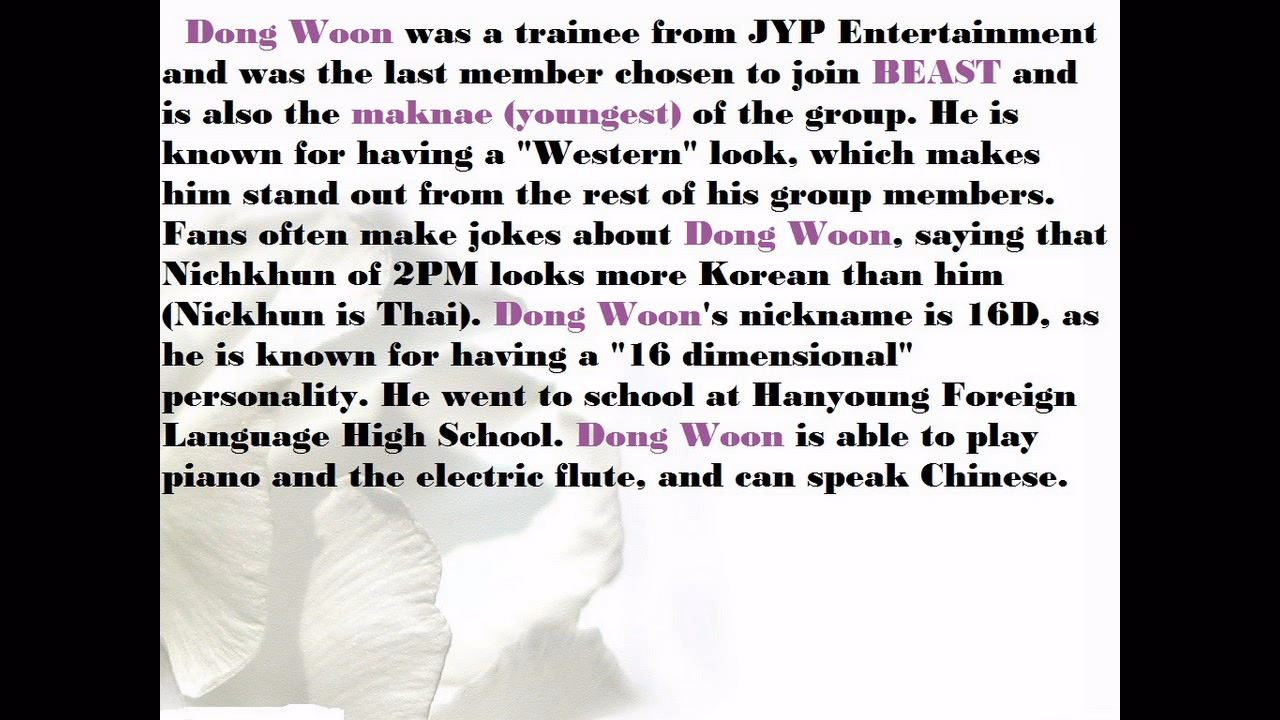 Dong Woon was a trainee from JYP Entertainment
and was the last member chosen to join BEAST and
is also the maknae (youngest) of the group. He is
known for having a "Western" look, which makes
him stand out from the rest of his group members.
Fans often make jokes about Dong Woon, saying that
Nichkhun of 2PM looks more Korean than him
(Nickhun is Thai). Dong Woon's nickname is 16D, as
he is known for having a "16 dimensional"
personality. He went to school at Hanyoung Foreign
Language High School. Dong Woon is able to play
piano and the electric flute, and can speak Chinese.